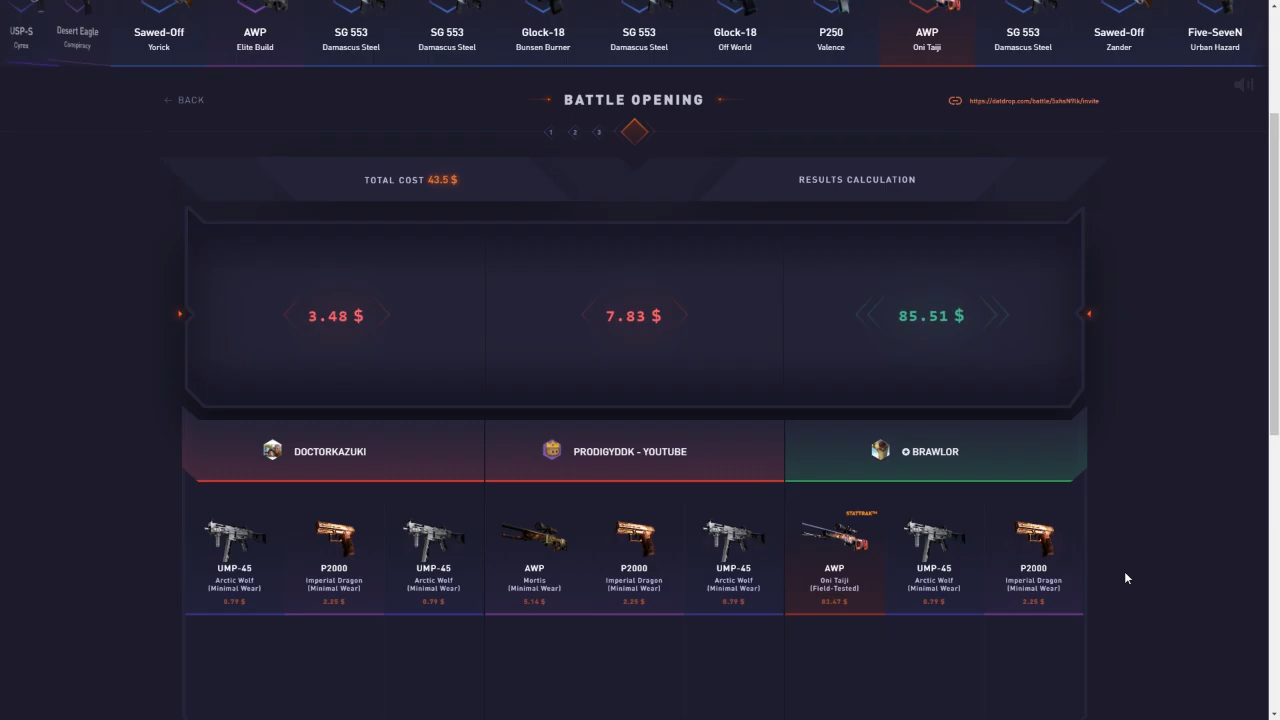 USP-S
Cyrex
Desert Eagle
Conspiracy
Sawed-Off
Yorick
AWP
Elite Build
SG 553
Damascus Steel
SG 553
Damascus Steel
Glock-18
Bunsen Burner
SG 553
Damascus Steel
Glock-18
Off World
P250
Valence
AWP
Oni Taiji
SG 553
Damascus Steel
Sawed-Off
Zander
Five-SeveN
Urban Hazard
← BACK
BATTLE OPENING
1 2 3
TOTAL COST 43.5 $
RESULTS CALCULATION
3.48 $
7.83 $
85.51 $
DOCTORKAZUKI
PRODIGYDDK - YOUTUBE
✪ BRAWLOR
UMP-45
Arctic Wolf
(Minimal Wear)
0.79 $
P2000
Imperial Dragon
(Minimal Wear)
2.25 $
UMP-45
Arctic Wolf
(Minimal Wear)
0.79 $
AWP
Mortis
(Minimal Wear)
5.14 $
P2000
Imperial Dragon
(Minimal Wear)
2.25 $
UMP-45
Arctic Wolf
(Minimal Wear)
0.79 $
STATTRAK™
AWP
Oni Taiji
(Field-Tested)
83.47 $
UMP-45
Arctic Wolf
(Minimal Wear)
0.79 $
P2000
Imperial Dragon
(Minimal Wear)
2.25 $